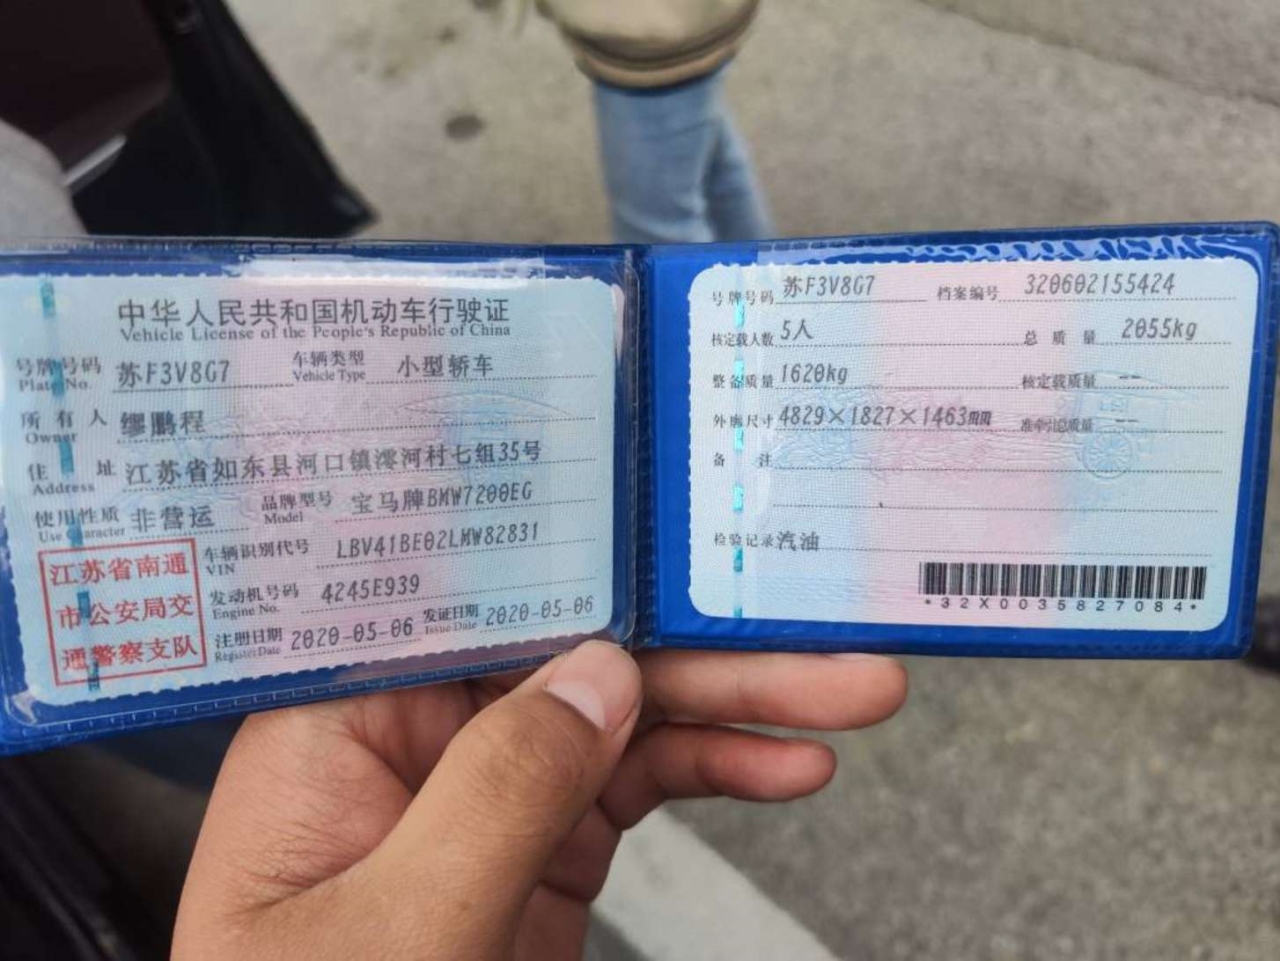 中华人民共和国机动车行驶证
Vehicle License of the People's Republic of China
号牌号码 苏F3V8G7 车辆类型 小型轿车
Plate No. Vehicle Type
所有人 缪鹏程
Owner
住址 江苏省如东县河口镇澪河村七组35号
Address
使用性质 非营运 品牌型号 宝马牌BMW7200EG
Use Character Model
车辆识别代号 LBV41BE02LMW82831
VIN
发动机号码 4245E939
Engine No.
注册日期 2020-05-06 发证日期 2020-05-06
Register Date Issue Date
江苏省南通
市公安局交
通警察支队
号牌号码 苏F3V8G7 档案编号 320602155424
核定载人数 5人 总质量 2055kg
整备质量 1620kg 核定载质量 --
外廓尺寸 4829×1827×1463mm 准牵引总质量 --
备注
检验记录 汽油
*32X0035827084*